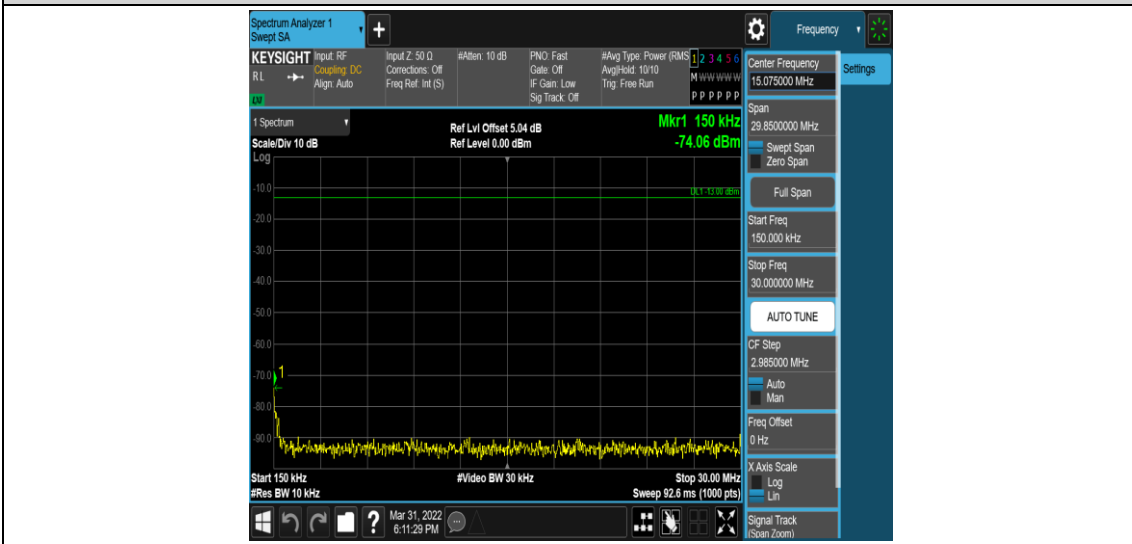 Spectrum Analyzer 1
Swept SA
+
Frequency
KEYSIGHT
RL
Input: RF
Coupling: DC
Align: Auto
Input Z: 50 Ω
Corrections: Off
Freq Ref: Int (S)
#Atten: 10 dB
PNO: Fast
Gate: Off
IF Gain: Low
Sig Track: Off
#Avg Type: Power (RMS
Avg|Hold: 10/10
Trig: Free Run
1 2 3 4 5 6
M W W W W W
P P P P P P
1 Spectrum
Scale/Div 10 dB
Log
Ref Lvl Offset 5.04 dB
Ref Level 0.00 dBm
Mkr1 150 kHz
-74.06 dBm
DL1 -13.00 dBm
-10.0
-20.0
-30.0
-40.0
-50.0
-60.0
-70.0
1
-80.0
-90.0
Start 150 kHz
#Res BW 10 kHz
#Video BW 30 kHz
Stop 30.00 MHz
Sweep 92.6 ms (1000 pts)
?
Mar 31, 2022
6:11:29 PM
Center Frequency
15.075000 MHz
Settings
Span
29.8500000 MHz
Swept Span
Zero Span
Full Span
Start Freq
150.000 kHz
Stop Freq
30.000000 MHz
AUTO TUNE
CF Step
2.985000 MHz
Auto
Man
Freq Offset
0 Hz
X Axis Scale
Log
Lin
Signal Track
(Span Zoom)